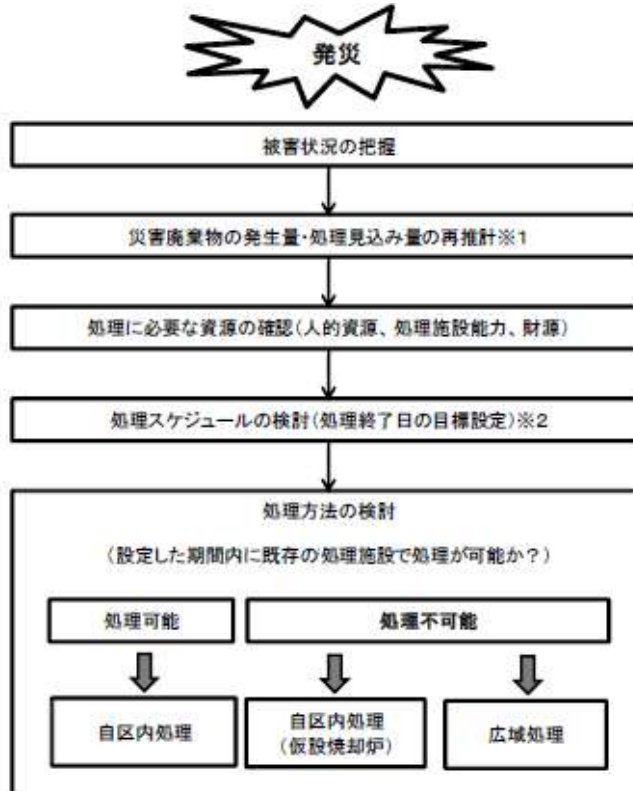 発災
被害状況の把握
災害廃棄物の発生量・処理見込み量の再推計※1
処理に必要な資源の確認(人的資源、処理施設能力、財源)
処理スケジュールの検討(処理終了日の目標設定)※2
処理方法の検討
(設定した期間内に既存の処理施設で処理が可能か?)
処理可能
処理不可能
自区内処理
自区内処理
(仮設焼却炉)
広域処理